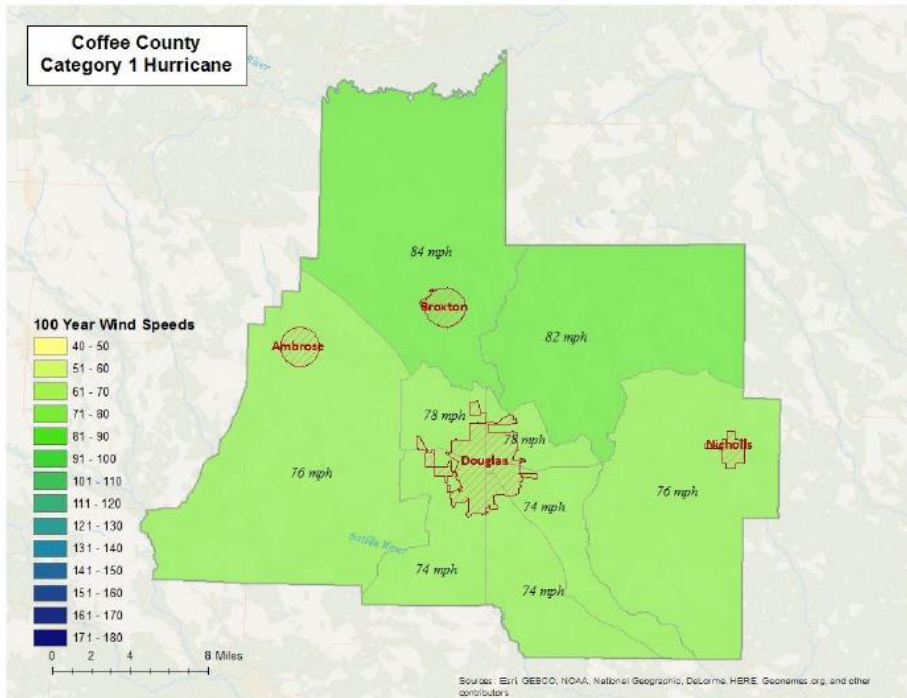 Coffee County
Category 1 Hurricane
River
84 mph
Broxton
82 mph
Ambrose
100 Year Wind Speeds
40 - 50
51 - 60
61 - 70
71 - 80
81 - 90
91 - 100
101 - 110
111 - 120
121 - 130
131 - 140
141 - 150
151 - 160
161 - 170
171 - 180
78 mph
78 mph
Nicholls
Douglas
76 mph
76 mph
74 mph
Satilla River
74 mph
74 mph
0 2 4 8 Miles
Sources: Esri, GEBCO, NOAA, National Geographic, DeLorme, HERE, Geonames.org, and other
contributors